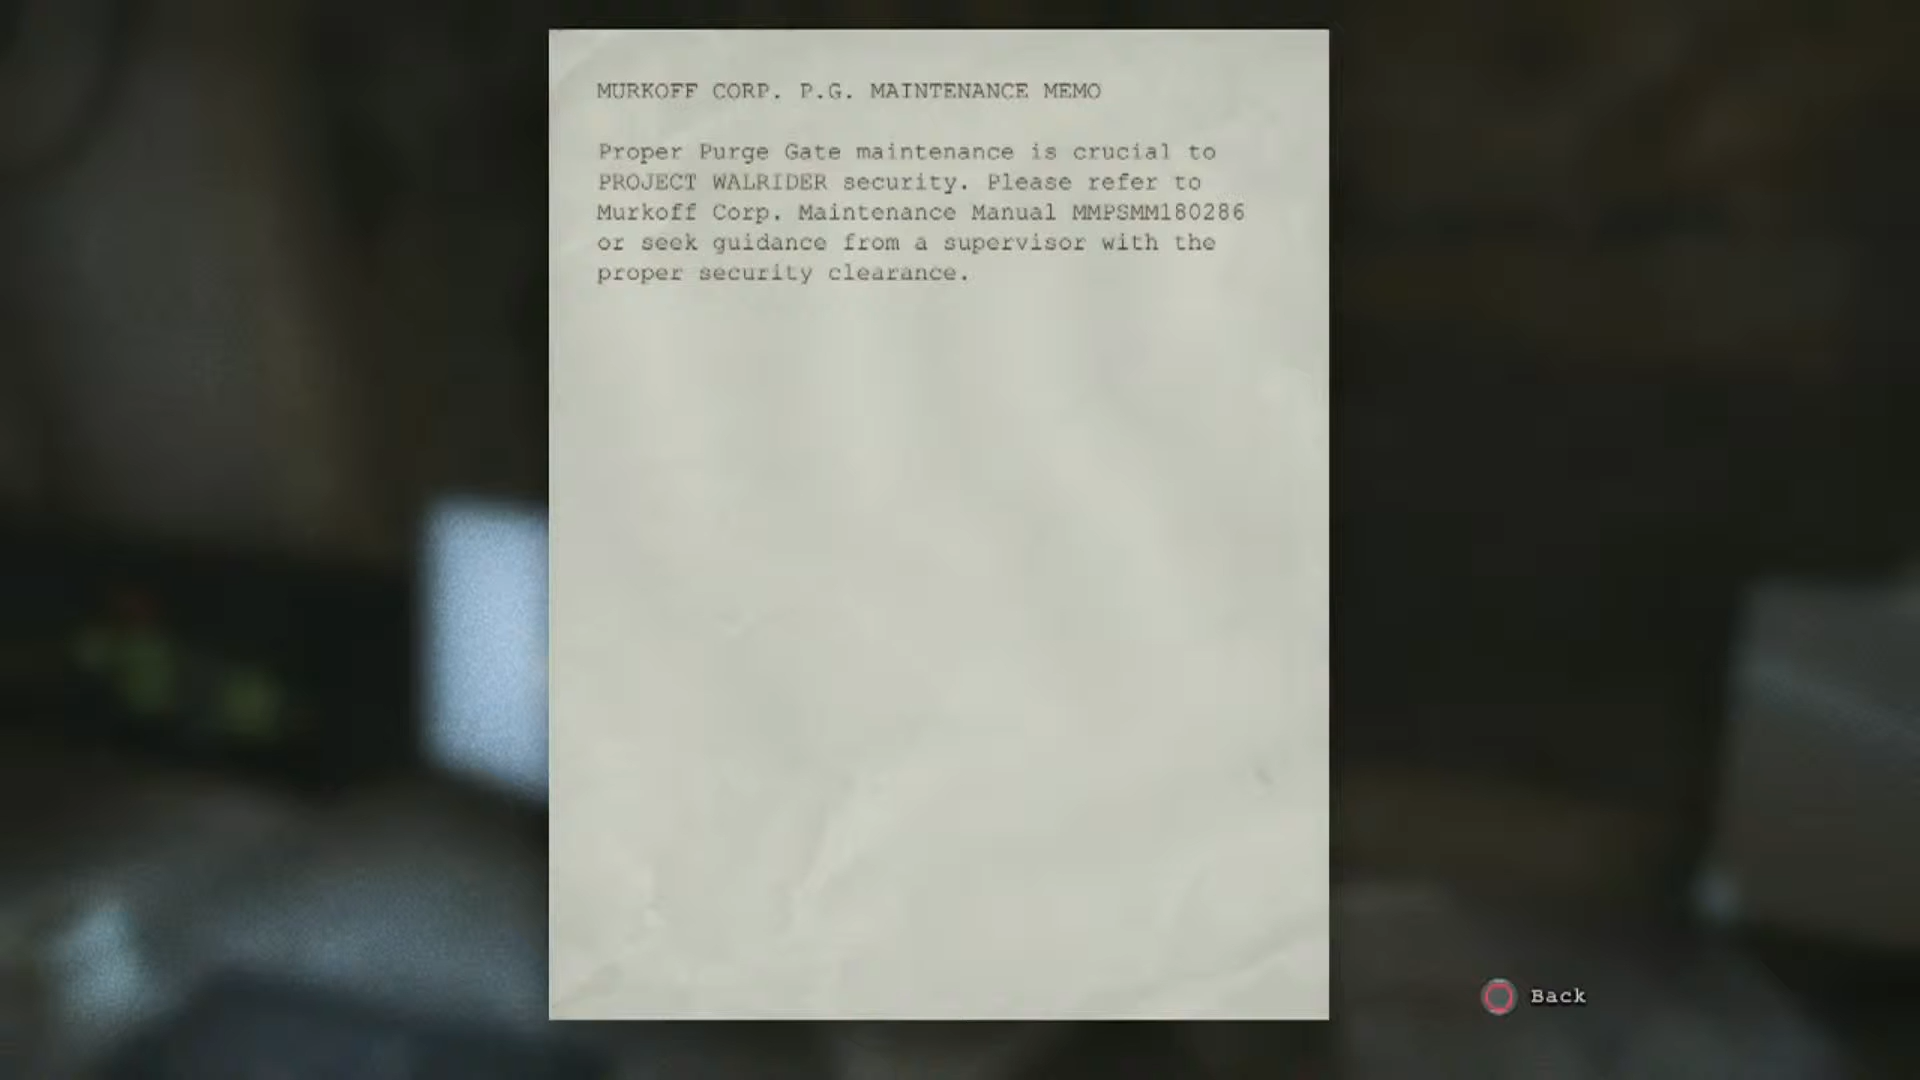 MURKOFF CORP. P.G. MAINTENANCE MEMO
Proper Purge Gate maintenance is crucial to
PROJECT WALRIDER security. Please refer to
Murkoff Corp. Maintenance Manual MMPSMM180286
or seek guidance from a supervisor with the
proper security clearance.
Back